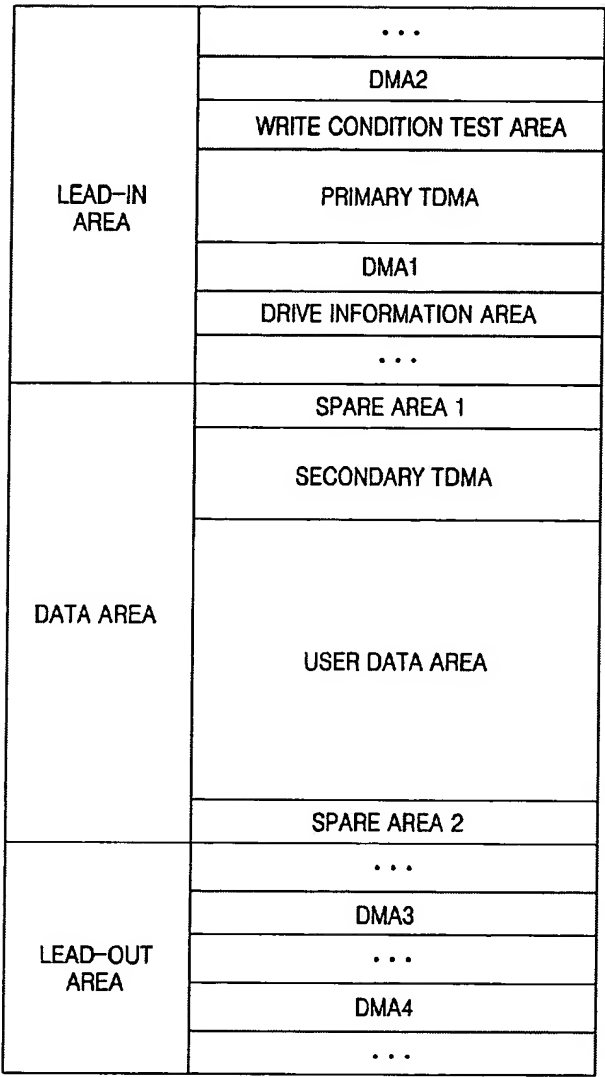 LEAD-IN
AREA
...
DMA2
WRITE CONDITION TEST AREA
PRIMARY TDMA
DMA1
DRIVE INFORMATION AREA
...
DATA AREA
SPARE AREA 1
SECONDARY TDMA
USER DATA AREA
SPARE AREA 2
LEAD-OUT
AREA
...
DMA3
...
DMA4
...